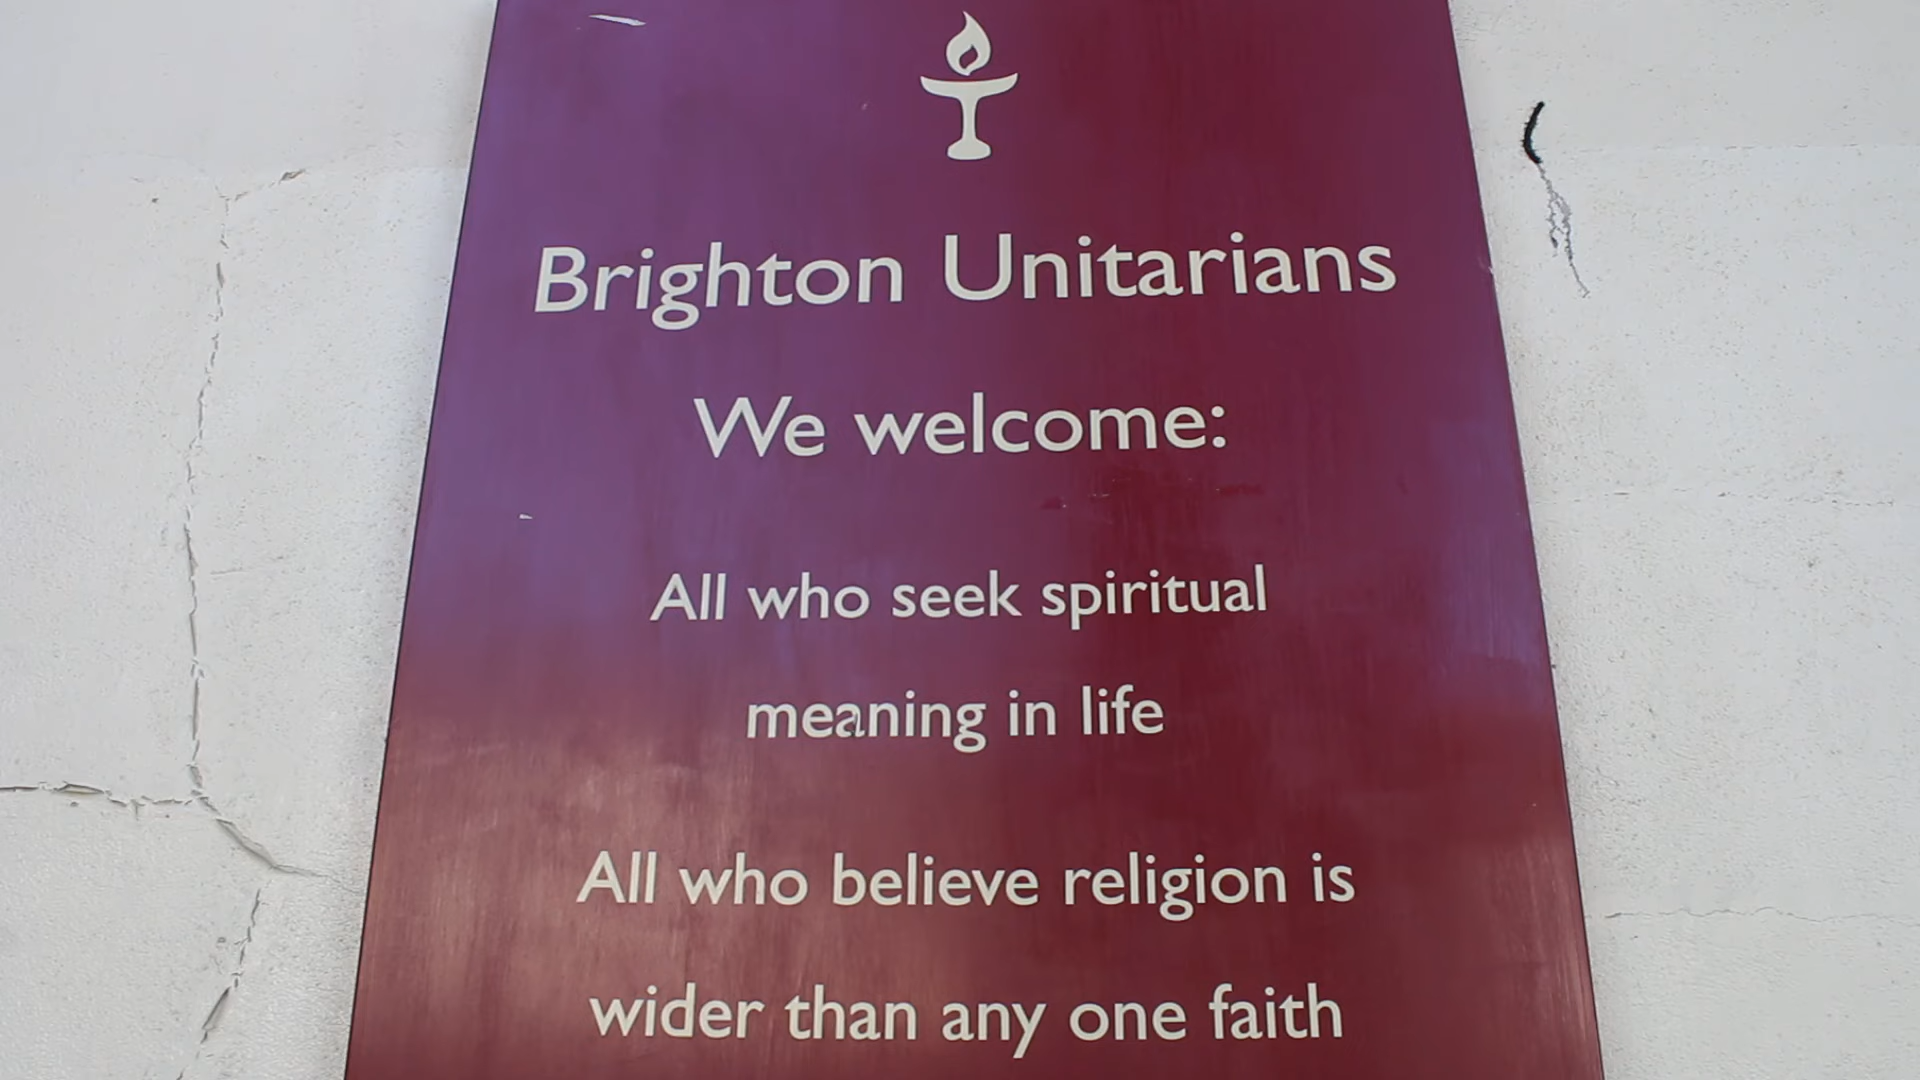 Brighton Unitarians
We welcome:
All who seek spiritual
meaning in life
All who believe religion is
wider than any one faith